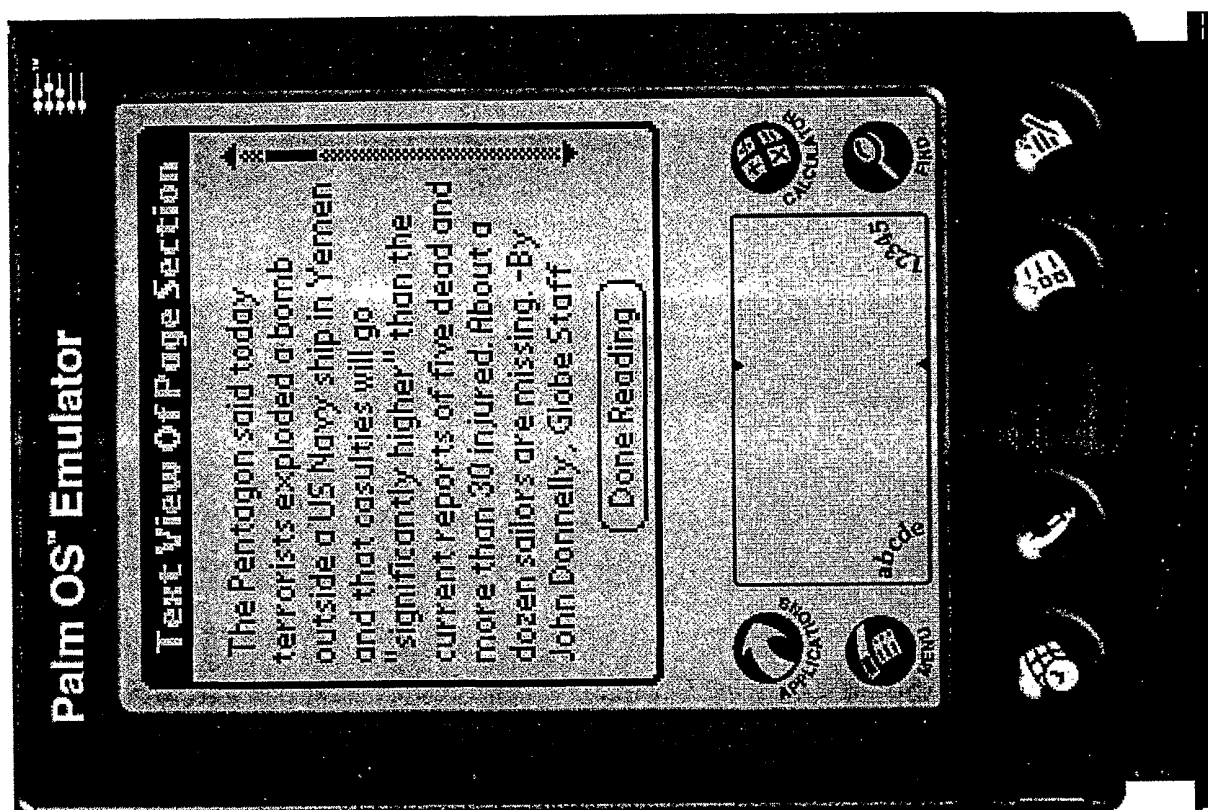 Palm OS™ Emulator
Text View Of Page Section
The Pentagon said today
terrorists exploded a bomb
outside a US Navy ship in Yemen
and that casulties will go
"significantly higher" than the
current reports of five dead and
more than 30 injured. About a
dozen sailors are missing.-By
John Donnelly, Globe Staff
Done Reading
APPLICATIONS
CALCULATOR
MENU
FIND
abcde
12345